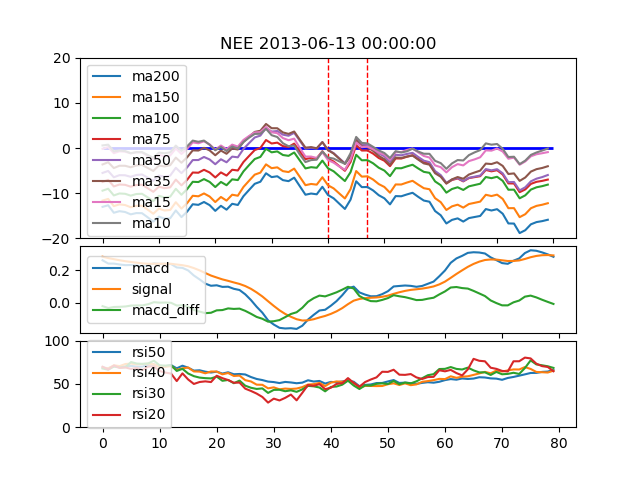 NEE 2013-06-13 00:00:00
20
10
0
−10
−20
ma200
ma150
ma100
ma75
ma50
ma35
ma15
ma10
0.2
0.0
macd
signal
macd_diff
100
50
0
rsi50
rsi40
rsi30
rsi20
0 10 20 30 40 50 60 70 80